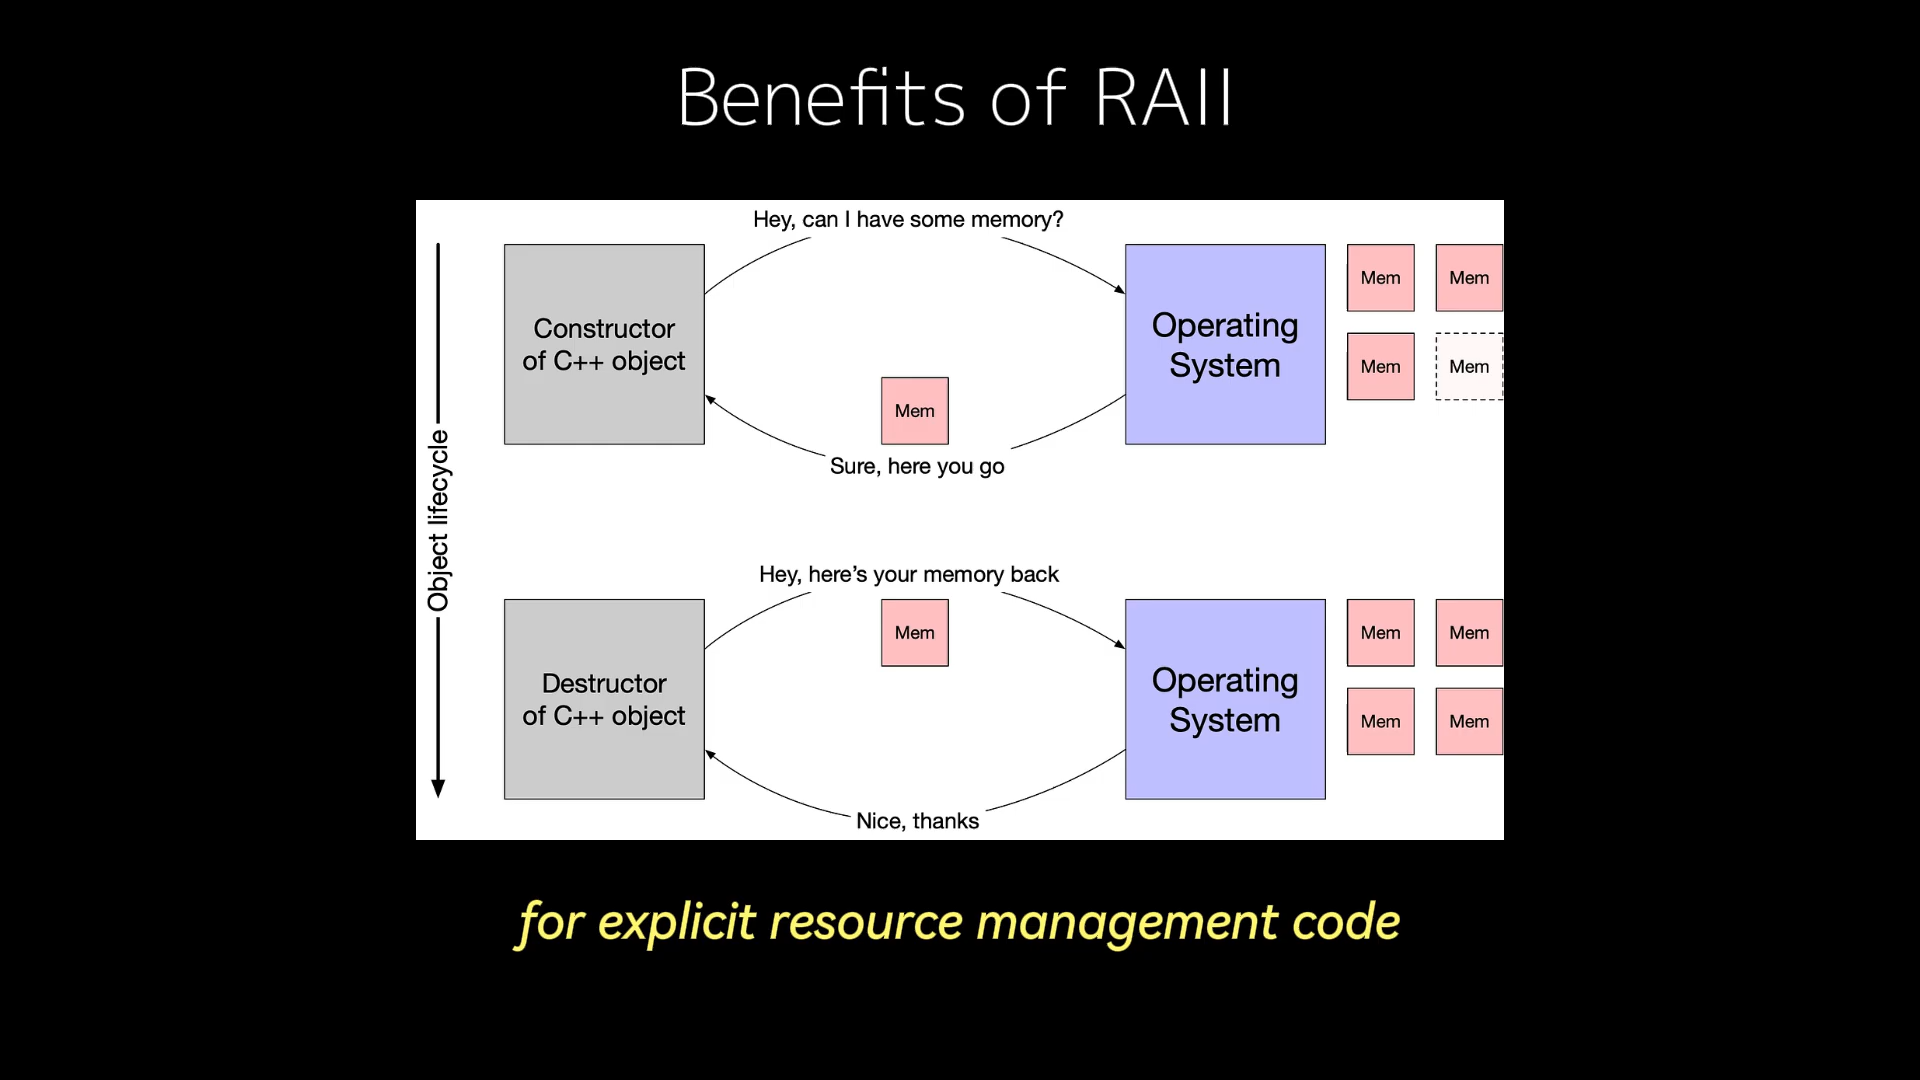 Benefits of RAII
Hey, can I have some memory?
Constructor
of C++ object
Operating
System
Mem
Mem
Mem
Mem
Mem
Sure, here you go
Object lifecycle
Hey, here's your memory back
Mem
Destructor
of C++ object
Operating
System
Mem
Mem
Mem
Mem
Nice, thanks
for explicit resource management code